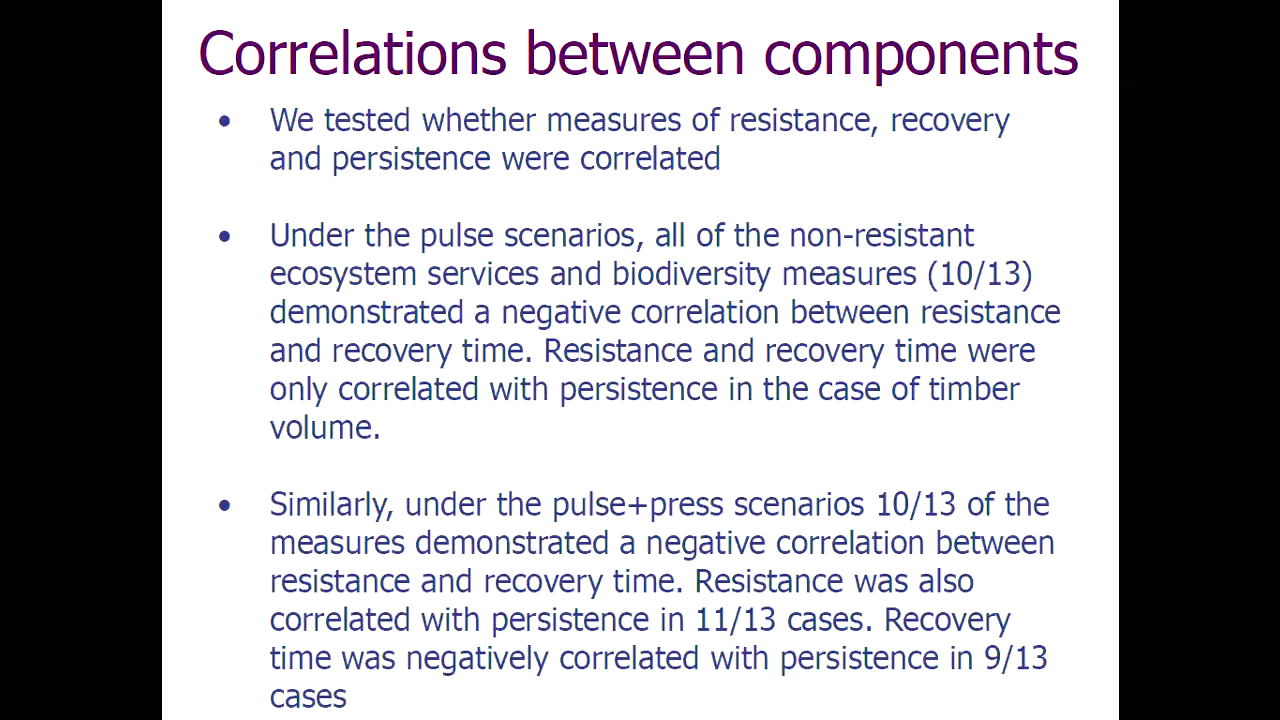 Correlations between components
• We tested whether measures of resistance, recovery
and persistence were correlated
• Under the pulse scenarios, all of the non-resistant
ecosystem services and biodiversity measures (10/13)
demonstrated a negative correlation between resistance
and recovery time. Resistance and recovery time were
only correlated with persistence in the case of timber
volume.
• Similarly, under the pulse+press scenarios 10/13 of the
measures demonstrated a negative correlation between
resistance and recovery time. Resistance was also
correlated with persistence in 11/13 cases. Recovery
time was negatively correlated with persistence in 9/13
cases